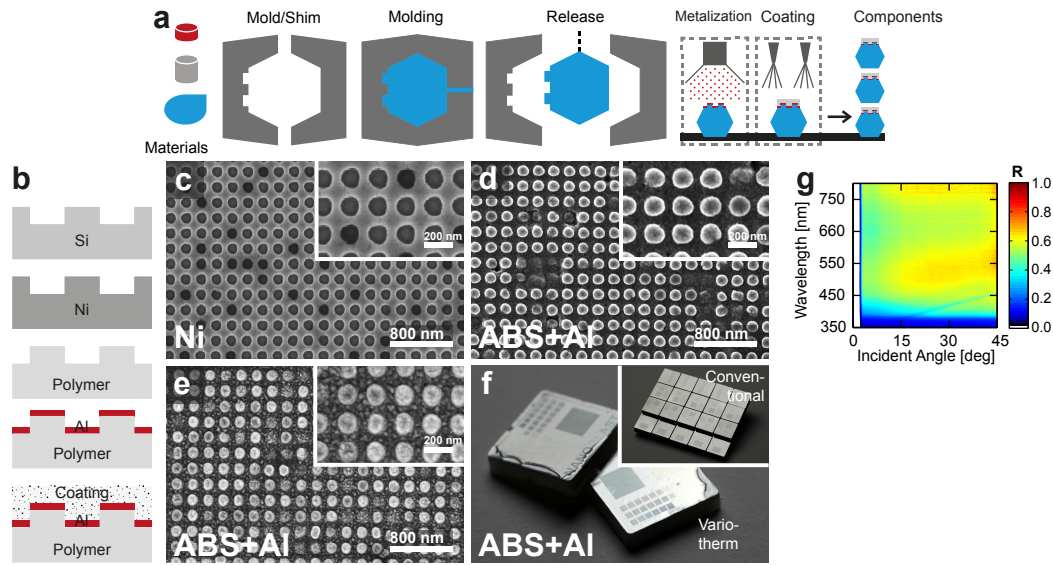 a
Mold/Shim
Molding
Release
Metalization
Coating
Components
Materials
b
Si
Ni
Polymer
Al
Polymer
Coating
Al
Polymer
c
200 nm
Ni
800 nm
d
200 nm
ABS+Al
800 nm
e
200 nm
ABS+Al
800 nm
f
Conven-
tional
Vario-
therm
ABS+Al
g
R
Wavelength [nm]
750
660
550
450
350
0
15
30
45
Incident Angle [deg]
1.0
0.8
0.6
0.4
0.2
0.0